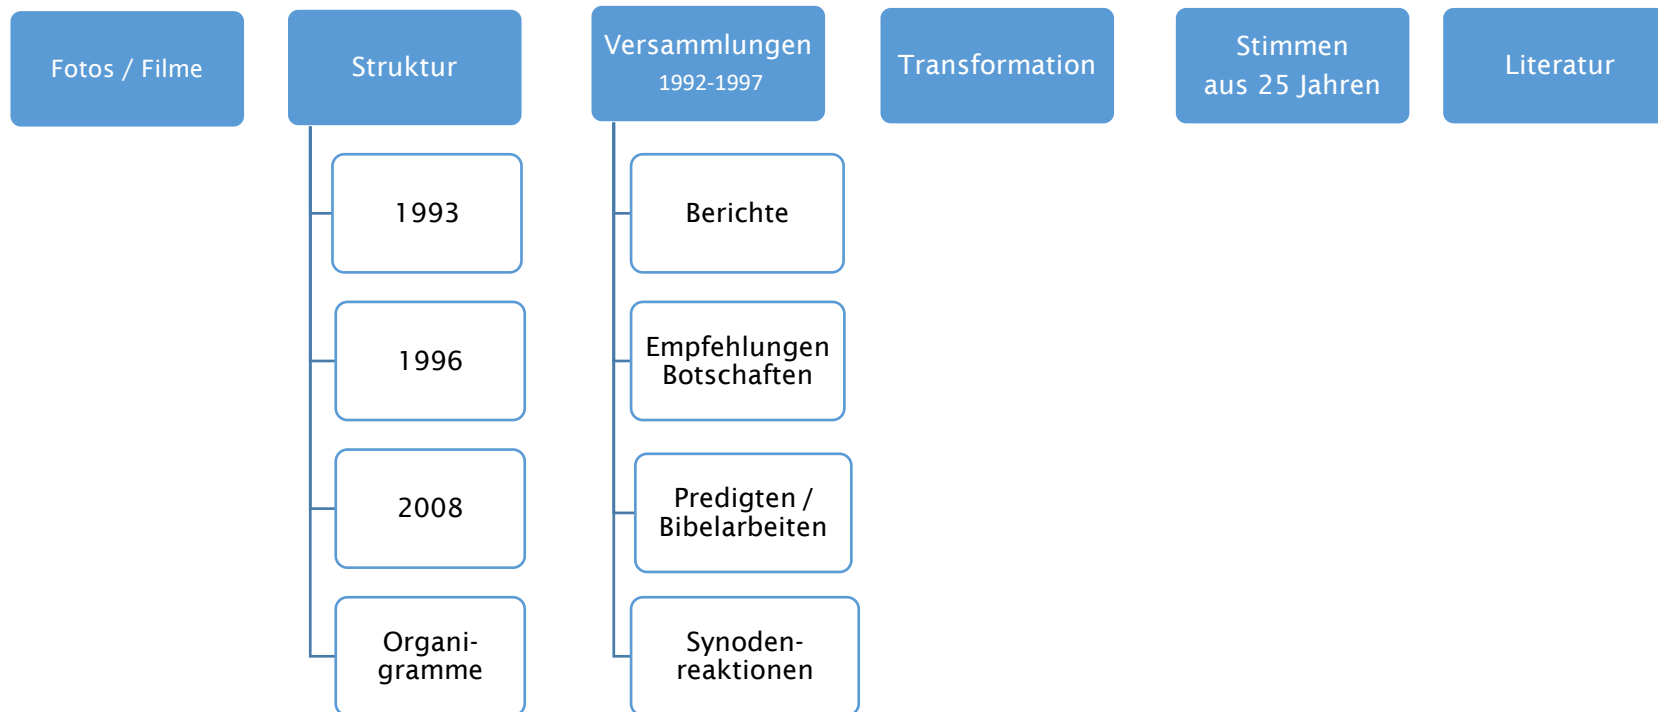 Fotos / Filme
Struktur
Versammlungen
1992-1997
Transformation
Stimmen
aus 25 Jahren
Literatur
1993
1996
2008
Organi-
gramme
Berichte
Empfehlungen
Botschaften
Predigten /
Bibelarbeiten
Synoden-
reaktionen